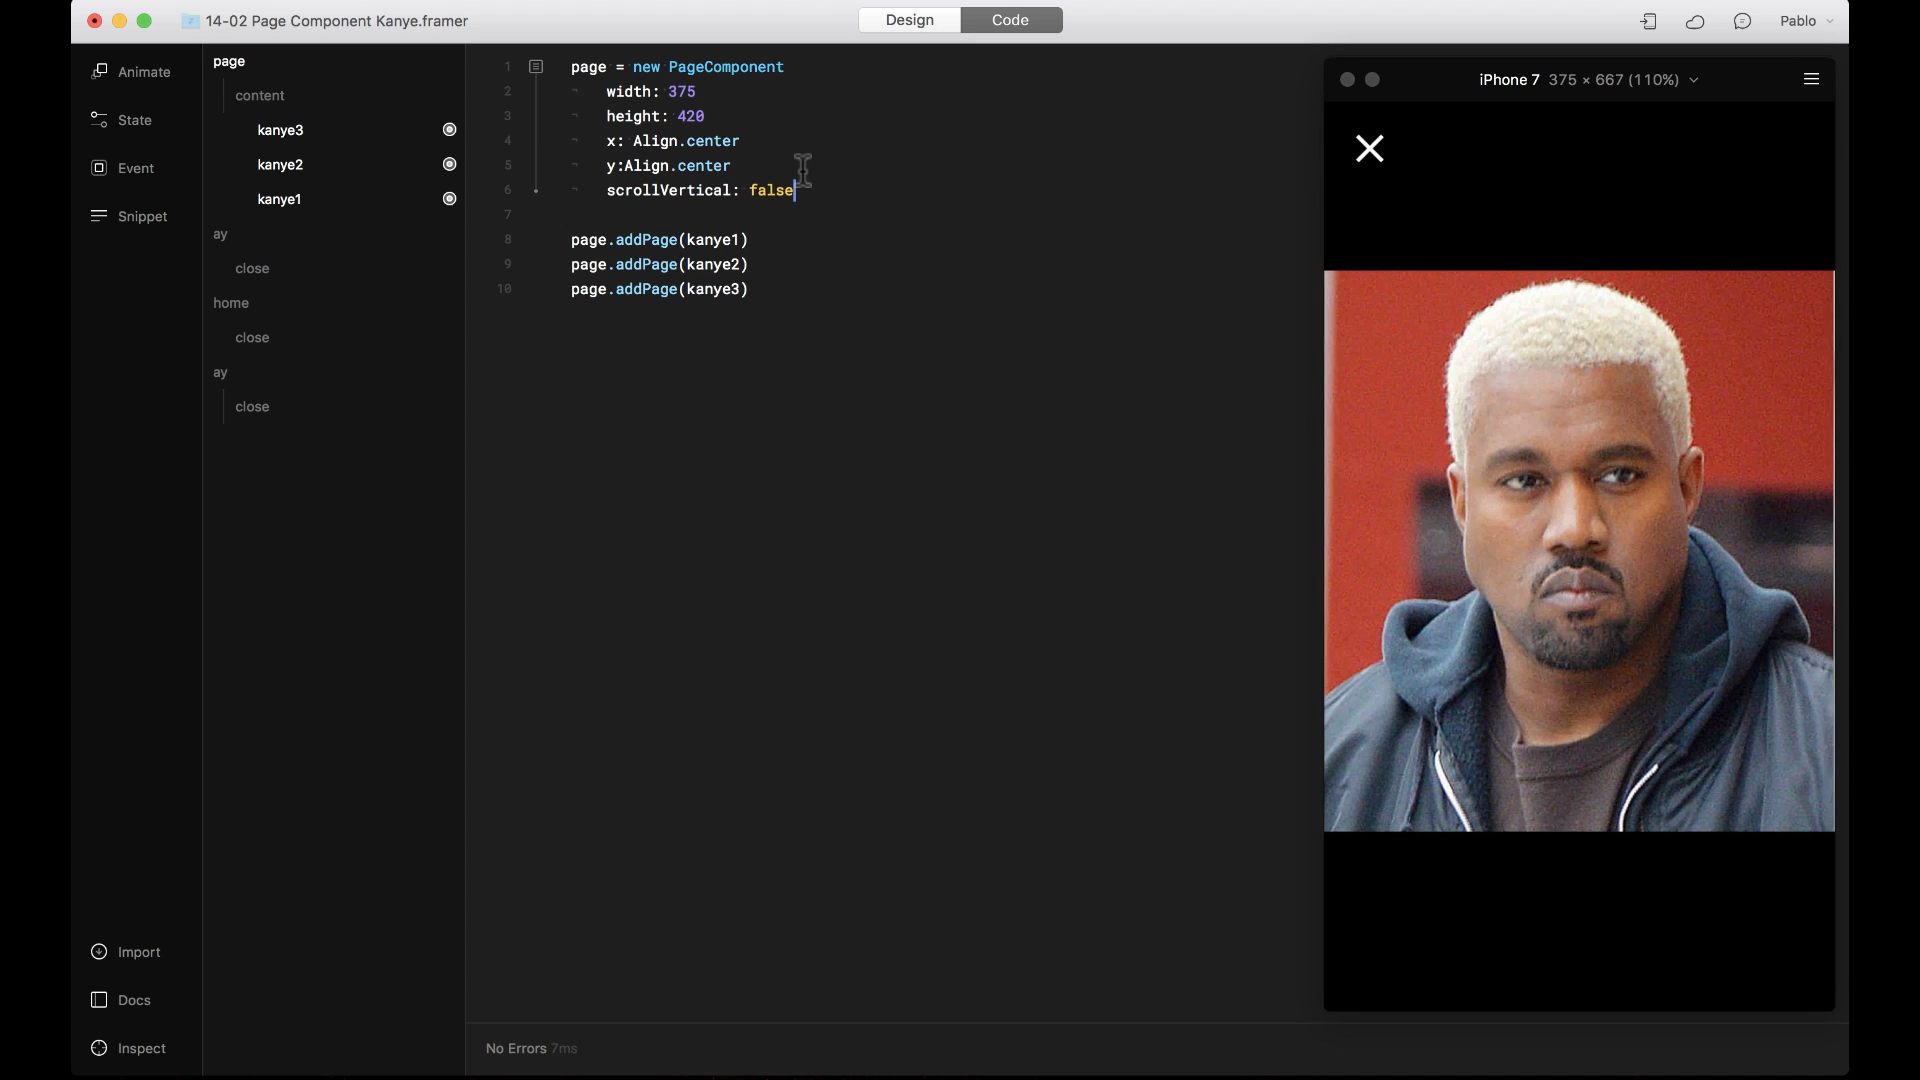 14-02 Page Component Kanye.framer
Design
Code
Pablo
Animate
State
Event
Snippet
Import
Docs
Inspect
page
content
kanye3
kanye2
kanye1
ay
close
home
close
ay
close
1 page = new PageComponent
2 width: 375
3 height: 420
4 x: Align.center
5 y:Align.center
6 scrollVertical: false
7
8 page.addPage(kanye1)
9 page.addPage(kanye2)
10 page.addPage(kanye3)
No Errors 7ms
iPhone 7 375 × 667 (110%)